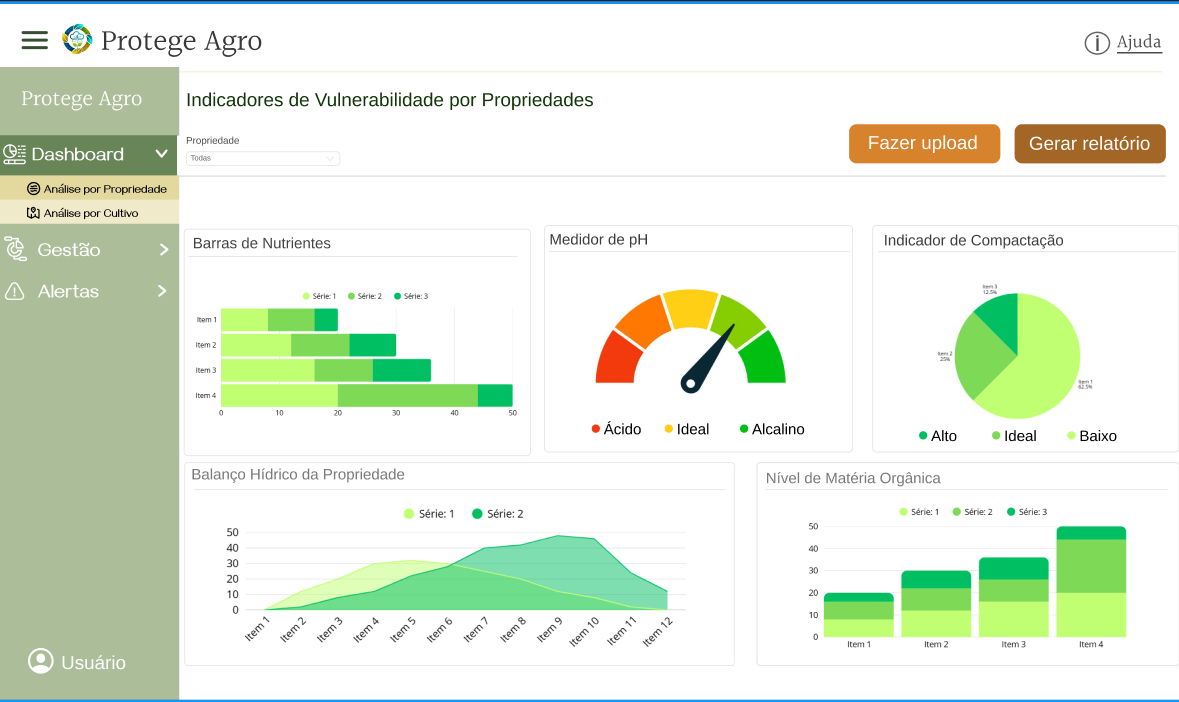 Protege Agro
Ajuda
Protege Agro
Dashboard
Análise por Propriedade
Análise por Cultivo
Gestão
Alertas
Usuário
Indicadores de Vulnerabilidade por Propriedades
Propriedade
Todas
Fazer upload
Gerar relatório
Barras de Nutrientes
Série: 1 Série: 2 Série: 3
Item 1
Item 2
Item 3
Item 4
0 10 20 30 40 50
Medidor de pH
Ácido Ideal Alcalino
Indicador de Compactação
Item 3
12,5%
Item 2
25%
Item 1
62,5%
Alto Ideal Baixo
Balanço Hídrico da Propriedade
Série: 1 Série: 2
50
40
30
20
10
0
Item 1 Item 2 Item 3 Item 4 Item 5 Item 6 Item 7 Item 8 Item 9 Item 10 Item 11 Item 12
Nível de Matéria Orgânica
Série: 1 Série: 2 Série: 3
50
40
30
20
10
0
Item 1 Item 2 Item 3 Item 4